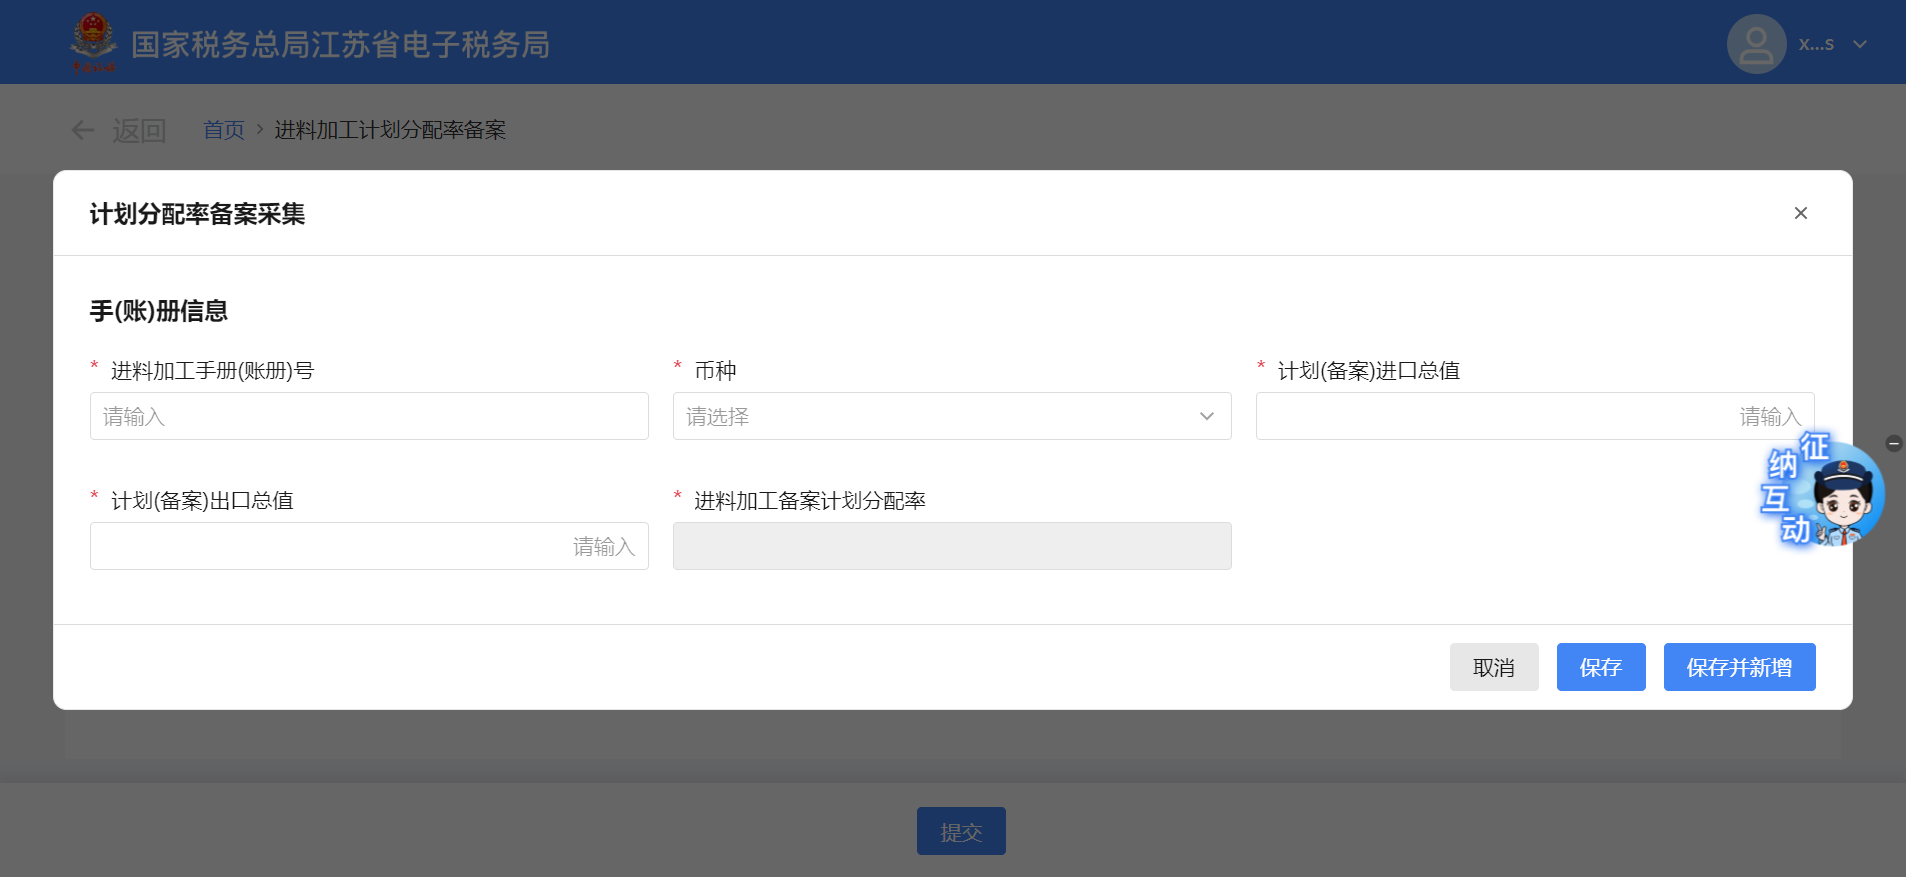 国家税务总局江苏省电子税务局
x...s
返回
首页 > 进料加工计划分配率备案
计划分配率备案采集
手(账)册信息
* 进料加工手册(账册)号
请输入
* 币种
请选择
* 计划(备案)进口总值
请输入
* 计划(备案)出口总值
请输入
* 进料加工备案计划分配率
征纳互动
取消
保存
保存并新增
提交